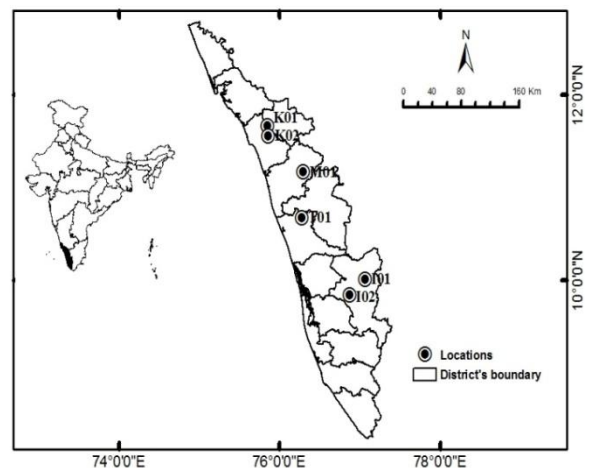 N
0 40 80 160 Km
12°0'0"N
K01
K02
M01
T01
10°0'0"N
I01
I02
Locations
District's boundary
74°0'0"E 76°0'0"E 78°0'0"E